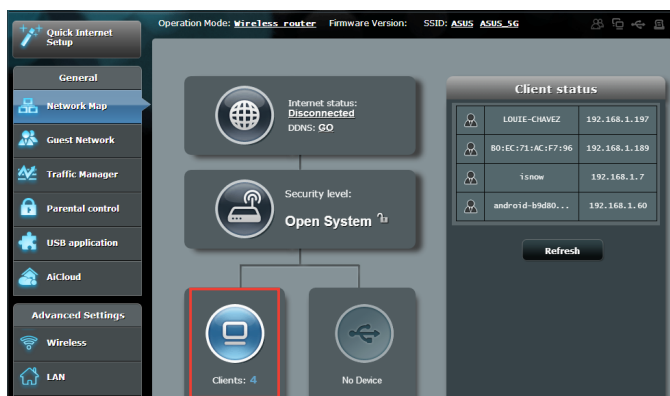 Quick Internet
Setup
Operation Mode: Wireless router Firmware Version: SSID: ASUS ASUS_5G
General
Network Map
Guest Network
Traffic Manager
Parental control
USB application
AiCloud
Advanced Settings
Wireless
LAN
Internet status:
Disconnected
DDNS: GO
Security level:
Open System
Clients: 4
No Device
Client status
LOUIE-CHAVEZ 192.168.1.197
B0:EC:71:AC:F7:96 192.168.1.189
isnow 192.168.1.7
android-b9d80... 192.168.1.60
Refresh